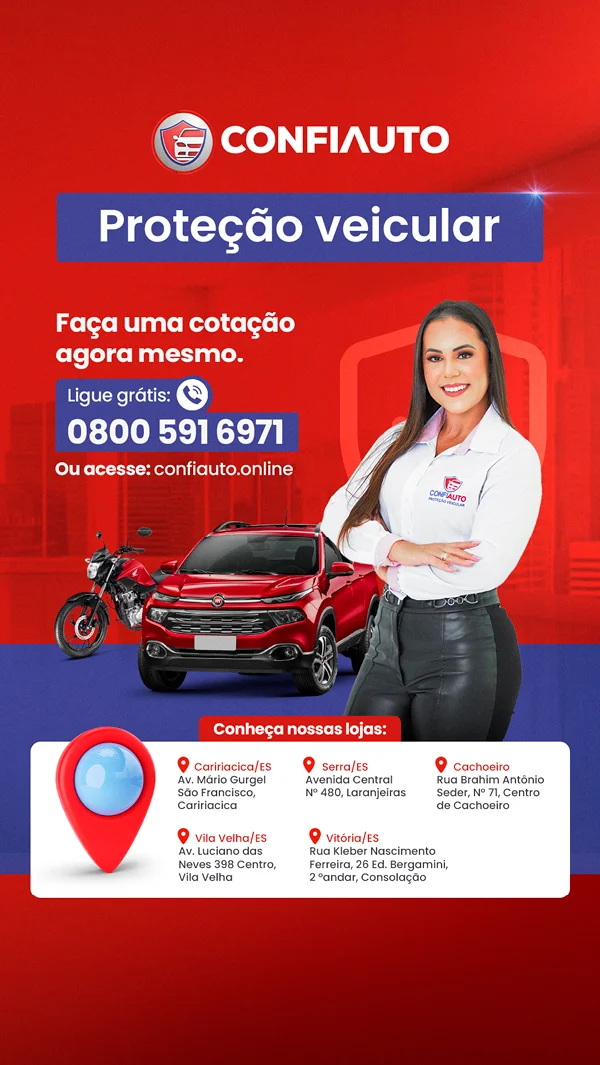 CONFIAUTO
Proteção veicular
Faça uma cotação
agora mesmo.
Ligue grátis:
0800 591 6971
Ou acesse: confiauto.online
CONFIAUTO
PROTEÇÃO VEICULAR
Conheça nossas lojas:
Caririacica/ES
Av. Mário Gurgel
São Francisco,
Caririacica
Serra/ES
Avenida Central
Nº 480, Laranjeiras
Cachoeiro
Rua Brahim Antônio
Seder, Nº 71, Centro
de Cachoeiro
Vila Velha/ES
Av. Luciano das
Neves 398 Centro,
Vila Velha
Vitória/ES
Rua Kleber Nascimento
Ferreira, 26 Ed. Bergamini,
2 ºandar, Consolação